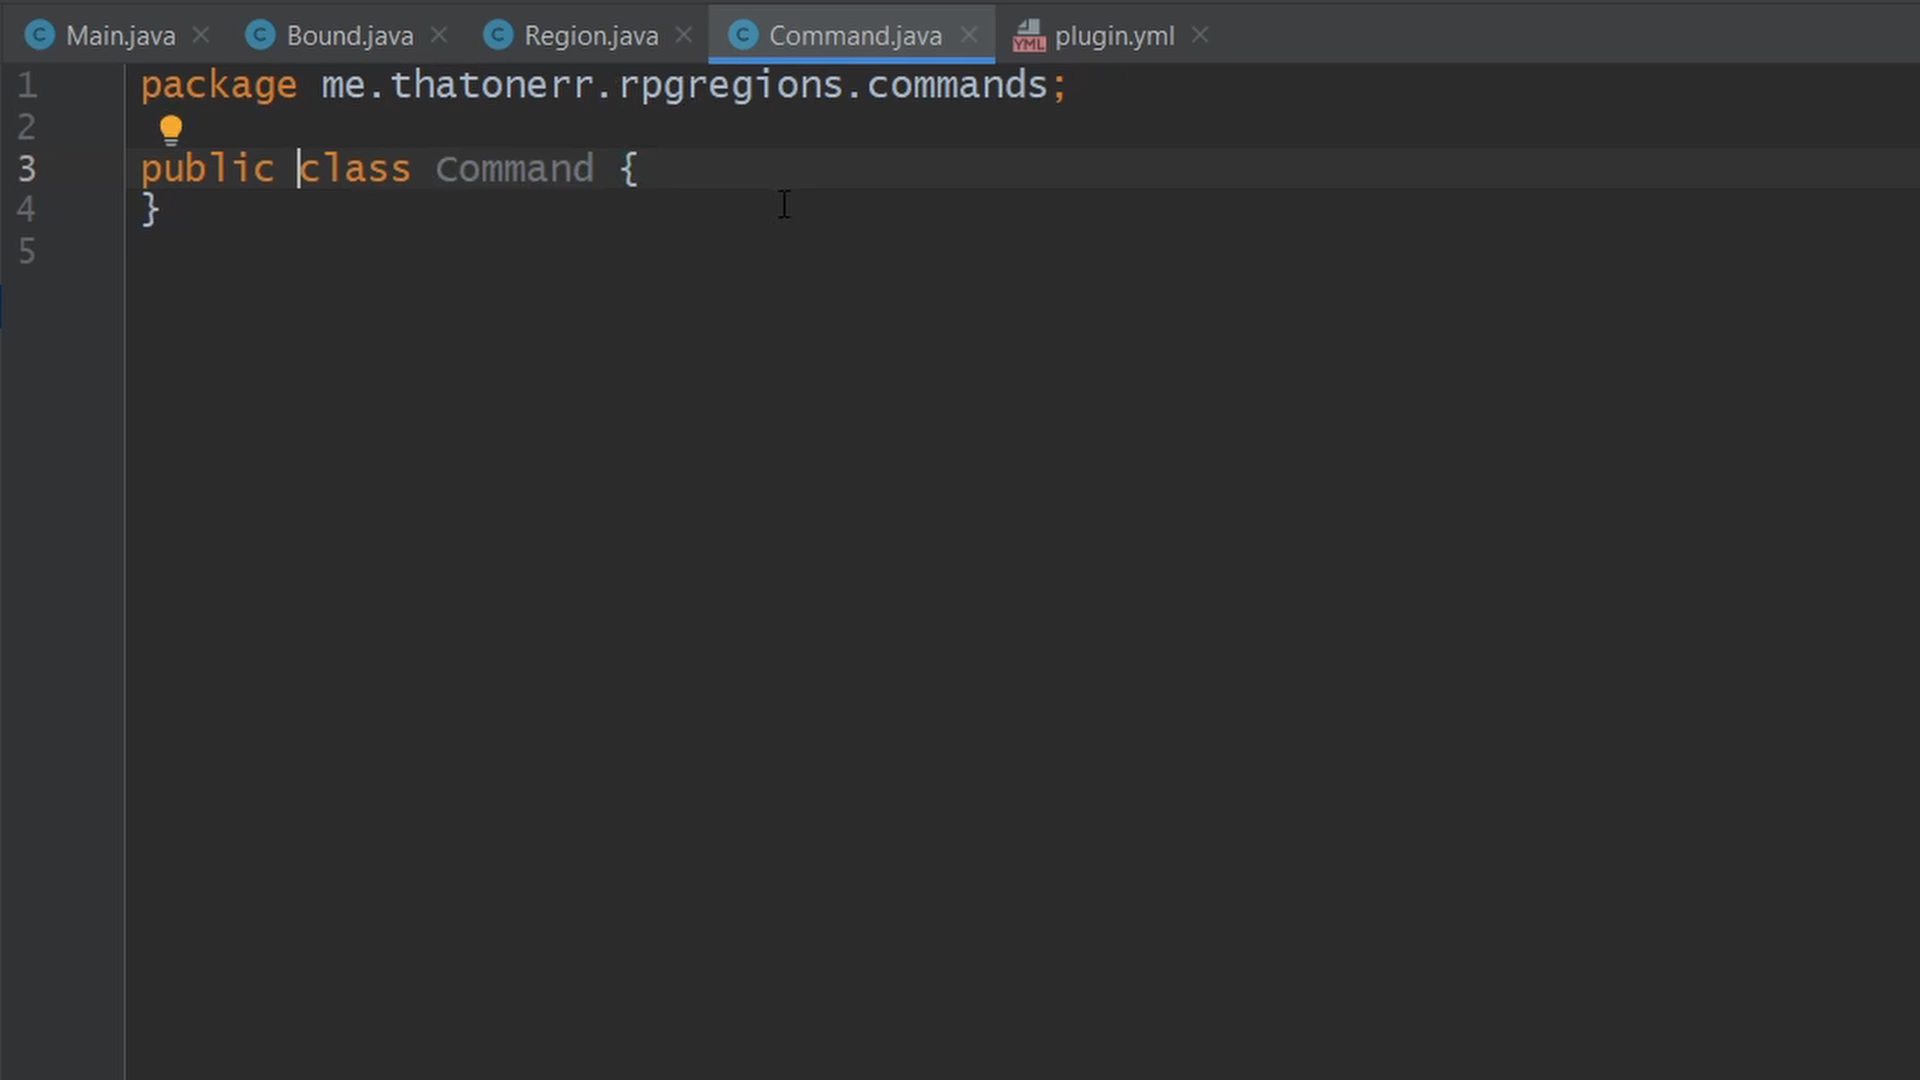 Main.java Bound.java Region.java Command.java YML plugin.yml
1 package me.thatonerr.rpgregions.commands;
2
3 public class Command {
4 }
5